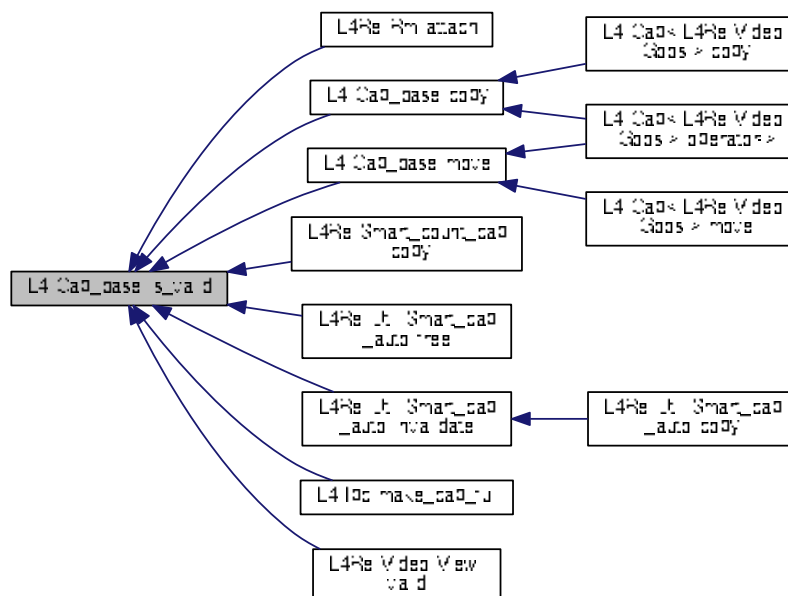 L4Re::Rm::attach
L4::Cap< L4Re::Video
::Goos >::copy
L4::Cap_base::copy
L4::Cap< L4Re::Video
::Goos >::operator=
L4::Cap_base::move
L4::Cap< L4Re::Video
::Goos >::move
L4Re::Smart_count_cap
::copy
L4::Cap_base::is_valid
L4Re::Util::Smart_cap
_auto::free
L4Re::Util::Smart_cap
_auto::invalidate
L4Re::Util::Smart_cap
_auto::copy
L4::Ipc::make_cap_full
L4Re::Video::View
::valid